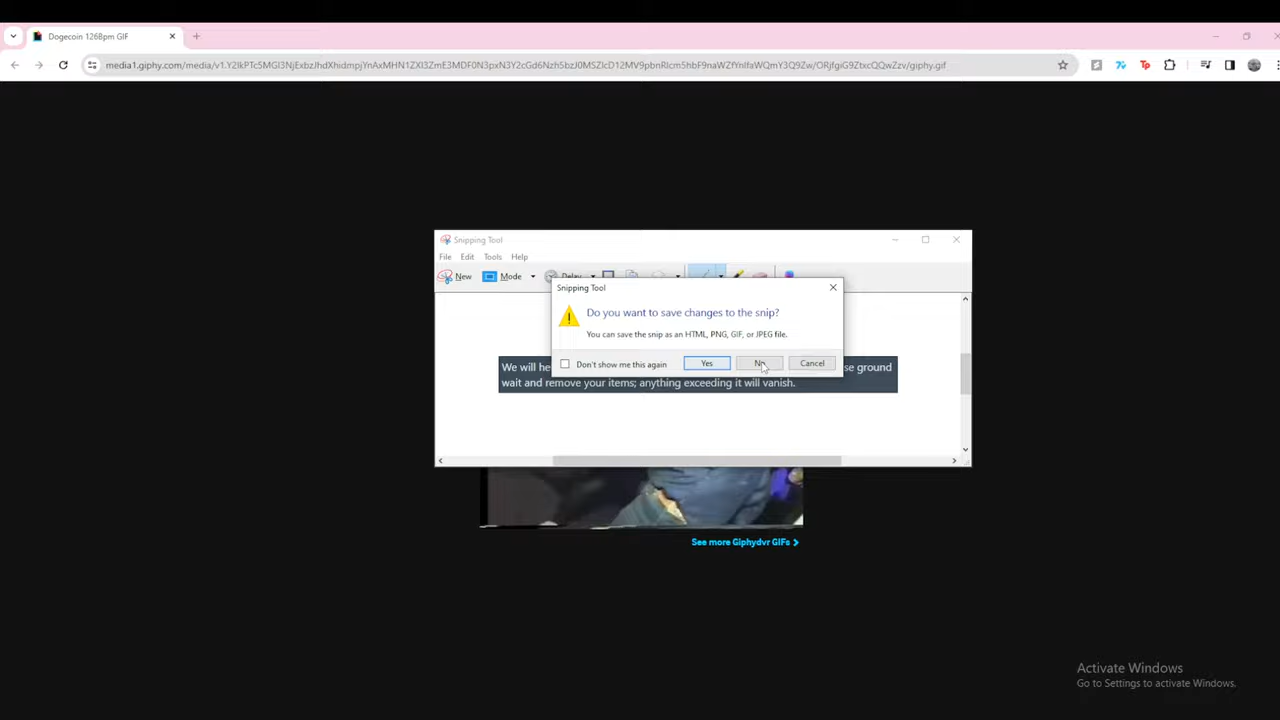 Dogecoin 126Bpm GIF
Snipping Tool
File Edit Tools Help
New Mode Delay
Snipping Tool
Do you want to save changes to the snip?
You can save the snip as an HTML, PNG, GIF, or JPEG file.
Don't show me this again Yes No Cancel
We will he se ground
wait and remove your items; anything exceeding it will vanish.
See more Giphydvr GIFs
Activate Windows
Go to Settings to activate Windows.